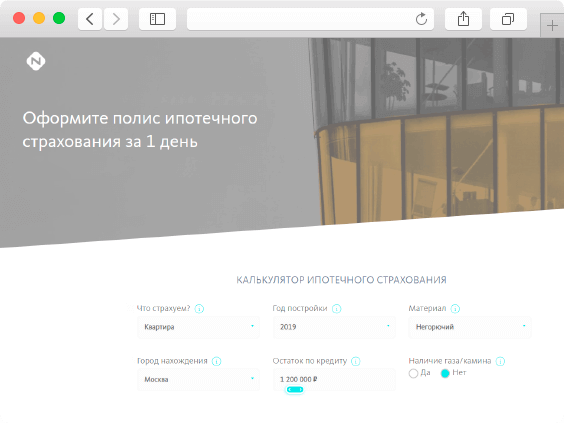 N
Оформите полис ипотечного
страхования за 1 день
КАЛЬКУЛЯТОР ИПОТЕЧНОГО СТРАХОВАНИЯ
Что страхуем? Год постройки Материал
Квартира 2019 Негорючий
Город нахождения Остаток по кредиту Наличие газа/камина
Москва 3 200 000 ₽ Да Нет